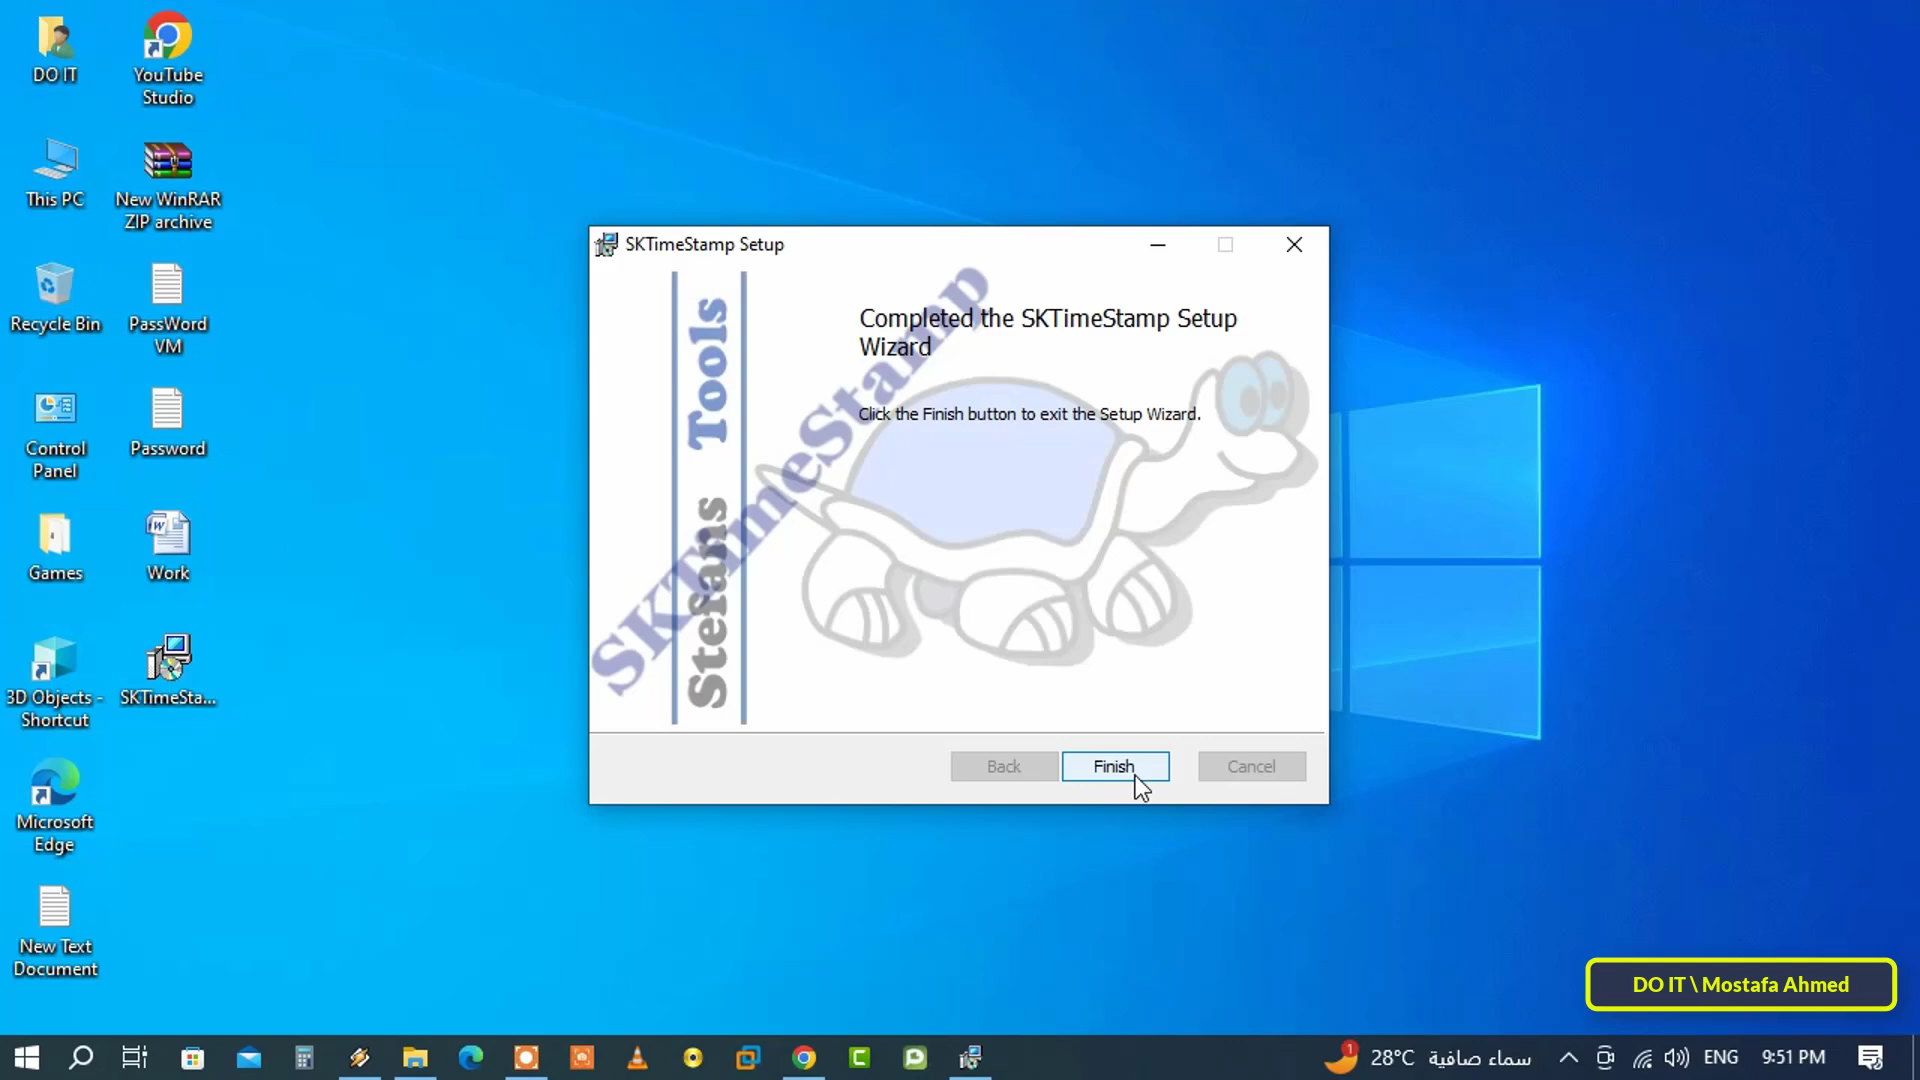 DO IT
YouTube
Studio
This PC
New WinRAR
ZIP archive
Recycle Bin
PassWord
VM
Control
Panel
Password
Games
Work
3D Objects -
Shortcut
SKTimeSta...
Microsoft
Edge
New Text
Document
SKTimeStamp Setup
Stefans Tools
SKTimeStamp
Completed the SKTimeStamp Setup
Wizard
Click the Finish button to exit the Setup Wizard.
Back
Finish
Cancel
DO IT \ Mostafa Ahmed
1
28°C سماء صافية
ENG
9:51 PM